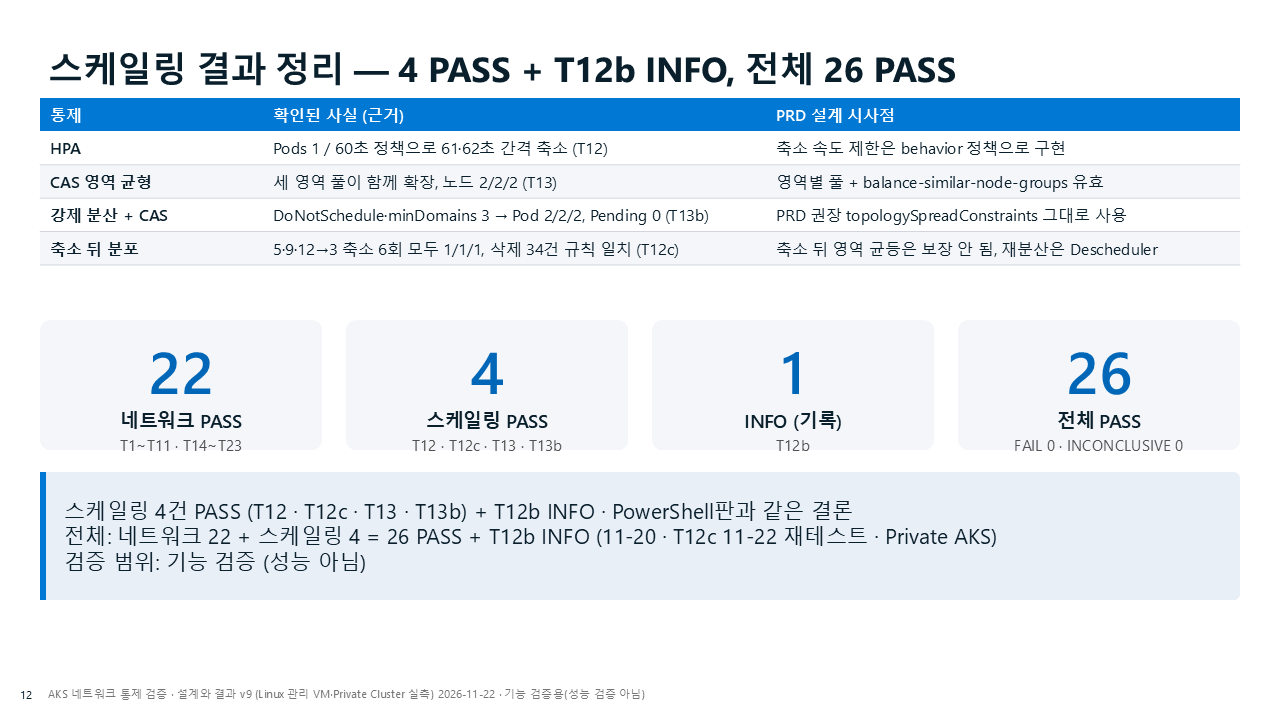 스케일링 결과 정리 — 4 PASS + T12b INFO, 전체 26 PASS
통제 확인된 사실 (근거) PRD 설계 시사점
HPA Pods 1 / 60초 정책으로 61·62초 간격 축소 (T12) 축소 속도 제한은 behavior 정책으로 구현
CAS 영역 균형 세 영역 풀이 함께 확장, 노드 2/2/2 (T13) 영역별 풀 + balance-similar-node-groups 유효
강제 분산 + CAS DoNotSchedule·minDomains 3 → Pod 2/2/2, Pending 0 (T13b) PRD 권장 topologySpreadConstraints 그대로 사용
축소 뒤 분포 5·9·12→3 축소 6회 모두 1/1/1, 삭제 34건 규칙 일치 (T12c) 축소 뒤 영역 균등은 보장 안 됨, 재분산은 Descheduler
22 4 1 26
네트워크 PASS 스케일링 PASS INFO (기록) 전체 PASS
T1~T11 · T14~T23 T12 · T12c · T13 · T13b T12b FAIL 0 · INCONCLUSIVE 0
스케일링 4건 PASS (T12 · T12c · T13 · T13b) + T12b INFO · PowerShell판과 같은 결론
전체: 네트워크 22 + 스케일링 4 = 26 PASS + T12b INFO (11-20 · T12c 11-22 재테스트 · Private AKS)
검증 범위: 기능 검증 (성능 아님)
12 AKS 네트워크 통제 검증 · 설계와 결과 v9 (Linux 관리 VM·Private Cluster 실측) 2026-11-22 · 기능 검증용(성능 검증 아님)